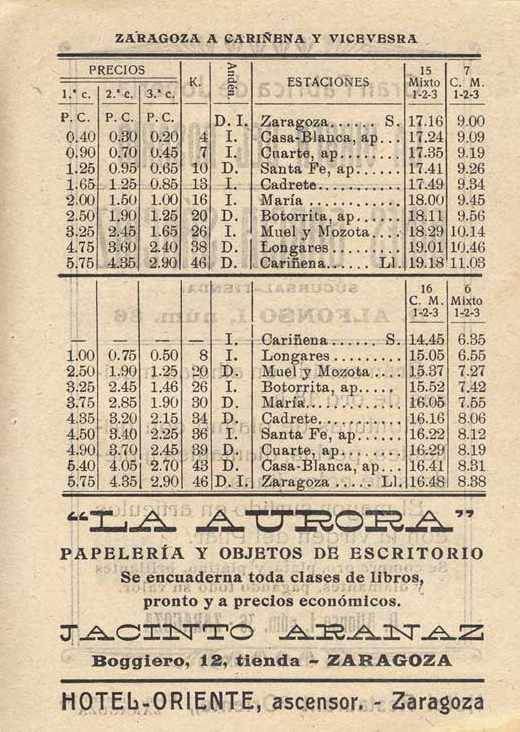 ZARAGOZA A CARIÑENA Y VICEVESRA
PRECIOS K. Andén. ESTACIONES 15 Mixto 1-2-3 7 C. M. 1-2-3
1.ª c. 2.ª c. 3.ª c.
P. C. P. C. P. C. D. I. Zaragoza...... S. 17.16 9.00
0.40 0.30 0.20 4 I. Casa-Blanca, ap... 17.24 9.09
0.90 0.70 0.45 7 I. Cuarte, ap...... 17.35 9.19
1.25 0.95 0.65 10 D. Santa Fe, ap..... 17.41 9.26
1.65 1.25 0.85 13 I. Cadrete.......... 17.49 9.34
2.00 1.50 1.00 16 I. María........... 18.00 9.45
2.50 1.90 1.25 20 D. Botorrita, ap..... 18.11 9.56
3.25 2.45 1.65 26 I. Muel y Mozota.... 18.29 10.14
4.75 3.60 2.40 38 D. Longares......... 19.01 10.46
5.75 4.35 2.90 46 D. Cariñena....... Ll. 19.18 11.03
16 C. M. 1-2-3 6 Mixto 1-2-3
— — — — I. Cariñena...... S. 14.45 6.35
1.00 0.75 0.50 8 I. Longares......... 15.05 6.55
2.50 1.90 1.25 20 D. Muel y Mozota.... 15.37 7.27
3.25 2.45 1.46 26 I. Botorrita, ap..... 15.52 7.42
3.75 2.85 1.90 30 D. María........... 16.05 7.55
4.35 3.20 2.15 34 D. Cadrete.......... 16.16 8.06
4.50 3.40 2.25 36 I. Santa Fe, ap..... 16.22 8.12
4.90 3.70 2.45 39 D. Cuarte, ap...... 16.29 8.19
5.40 4.05 2.70 43 D. Casa-Blanca, ap... 16.41 8.31
5.75 4.35 2.90 46 D. I. Zaragoza ..... Ll. 16.48 8.38
“LA AURORA”
PAPELERÍA Y OBJETOS DE ESCRITORIO
Se encuaderna toda clases de libros,
pronto y a precios económicos.
JACINTO ARANAZ
Boggiero, 12, tienda - ZARAGOZA
HOTEL-ORIENTE, ascensor. - Zaragoza